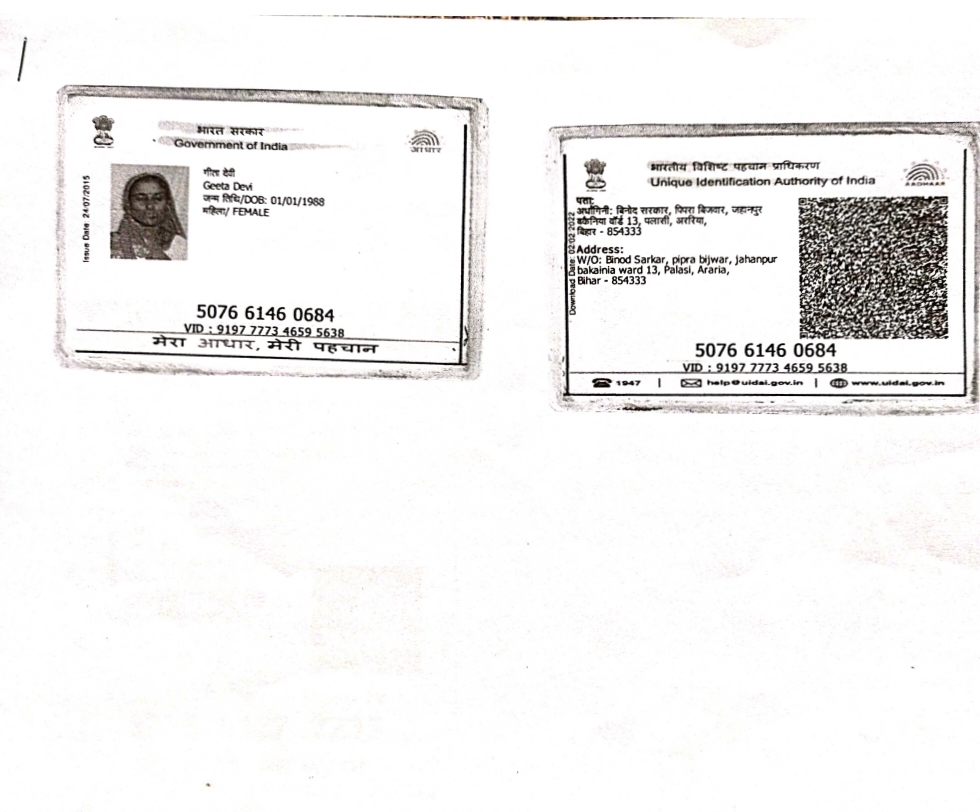 भारत सरकार
Government of India
आधार
Issue Date: 24/07/2015
गीता देवी
Geeta Devi
जन्म तिथि/DOB: 01/01/1988
महिला/ FEMALE
5076 6146 0684
VID : 9197 7773 4659 5638
मेरा आधार, मेरी पहचान
भारतीय विशिष्ट पहचान प्राधिकरण
Unique Identification Authority of India
AADHAAR
Download Date: 02/02/2022
पता:
अर्धांगिनी: बिनोद सरकार, पिपरा बिजवार, जहानपुर
बकैनिया वॉर्ड 13, पलासी, अररिया,
बिहार - 854333
Address:
W/O: Binod Sarkar, pipra bijwar, jahanpur
bakainia ward 13, Palasi, Araria,
Bihar - 854333
5076 6146 0684
VID : 9197 7773 4659 5638
1947 | help@uidai.gov.in | www.uidai.gov.in